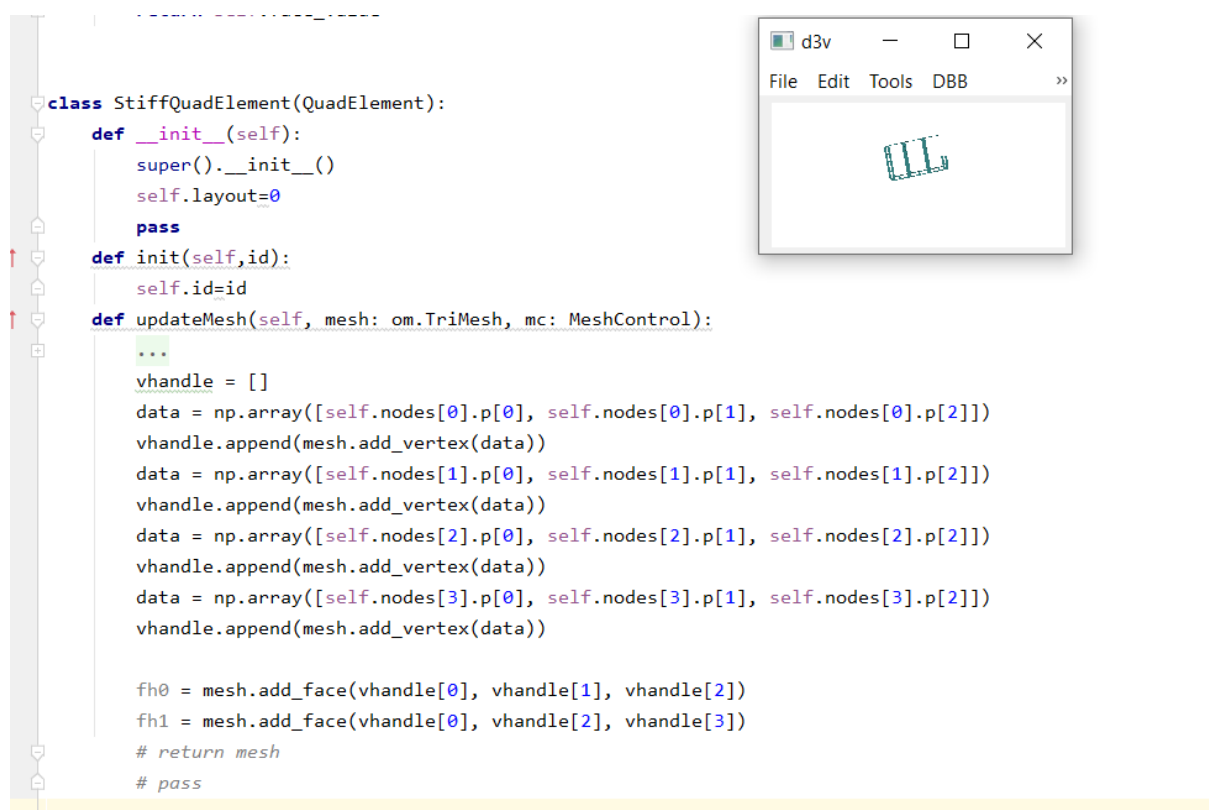 class StiffQuadElement(QuadElement):
def __init__(self):
super().__init__()
self.layout=0
pass
def init(self,id):
self.id=id
def updateMesh(self, mesh: om.TriMesh, mc: MeshControl):
...
vhandle = []
data = np.array([self.nodes[0].p[0], self.nodes[0].p[1], self.nodes[0].p[2]])
vhandle.append(mesh.add_vertex(data))
data = np.array([self.nodes[1].p[0], self.nodes[1].p[1], self.nodes[1].p[2]])
vhandle.append(mesh.add_vertex(data))
data = np.array([self.nodes[2].p[0], self.nodes[2].p[1], self.nodes[2].p[2]])
vhandle.append(mesh.add_vertex(data))
data = np.array([self.nodes[3].p[0], self.nodes[3].p[1], self.nodes[3].p[2]])
vhandle.append(mesh.add_vertex(data))
fh0 = mesh.add_face(vhandle[0], vhandle[1], vhandle[2])
fh1 = mesh.add_face(vhandle[0], vhandle[2], vhandle[3])
# return mesh
# pass
d3v
File Edit Tools DBB »